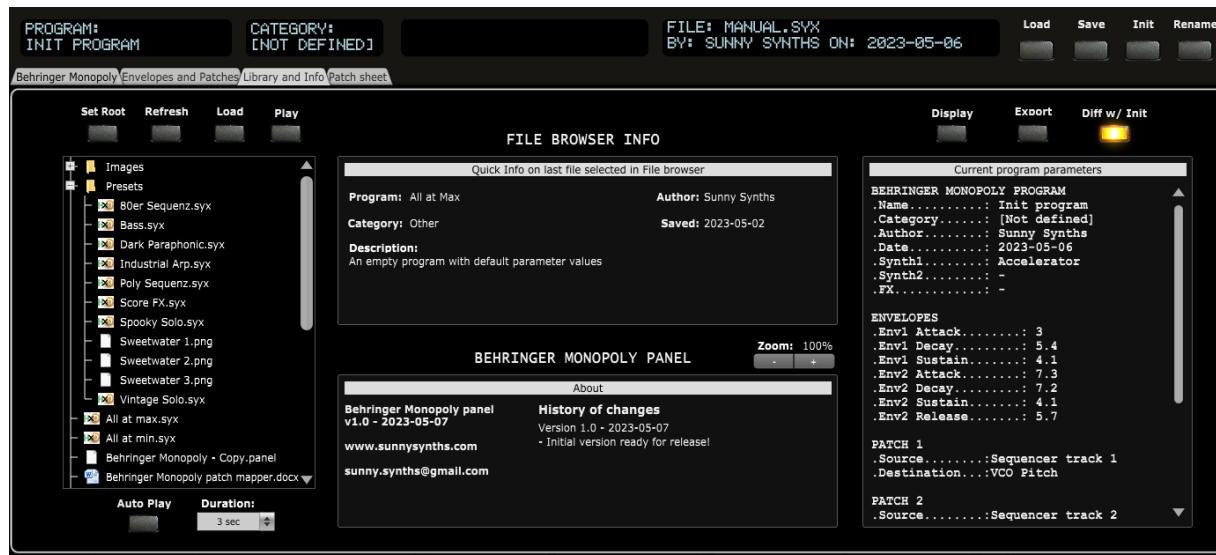 PROGRAM:
INIT PROGRAM
CATEGORY:
[NOT DEFINED]
FILE: MANUAL.SYX
BY: SUNNY SYNTHS ON: 2023-05-06
Load Save Init Rename
Behringer Monopoly Envelopes and Patches Library and Info Patch sheet
Set Root Refresh Load Play
Images
Presets
80er Sequenz.syx
Bass.syx
Dark Paraphonic.syx
Industrial Arp.syx
Poly Sequenz.syx
Score FX.syx
Spooky Solo.syx
Sweetwater 1.png
Sweetwater 2.png
Sweetwater 3.png
Vintage Solo.syx
All at max.syx
All at min.syx
Behringer Monopoly - Copy.panel
Behringer Monopoly patch mapper.docx
Auto Play Duration:
3 sec
FILE BROWSER INFO
Quick Info on last file selected in File browser
Program: All at Max Author: Sunny Synths
Category: Other Saved: 2023-05-02
Description:
An empty program with default parameter values
BEHRINGER MONOPOLY PANEL
Zoom: 100%
- +
About
Behringer Monopoly panel
v1.0 - 2023-05-07
www.sunnysynths.com
sunny.synths@gmail.com
History of changes
Version 1.0 - 2023-05-07
- Initial version ready for release!
Display Export Diff w/ Init
Current program parameters
BEHRINGER MONOPOLY PROGRAM
.Name..........: Init program
.Category......: [Not defined]
.Author........: Sunny Synths
.Date..........: 2023-05-06
.Synth1........: Accelerator
.Synth2........: -
.FX............: -
ENVELOPES
.Env1 Attack.......: 3
.Env1 Decay........: 5.4
.Env1 Sustain......: 4.1
.Env2 Attack.......: 7.3
.Env2 Decay........: 7.2
.Env2 Sustain......: 4.1
.Env2 Release......: 5.7
PATCH 1
.Source........:Sequencer track 1
.Destination...:VCO Pitch
PATCH 2
.Source........:Sequencer track 2